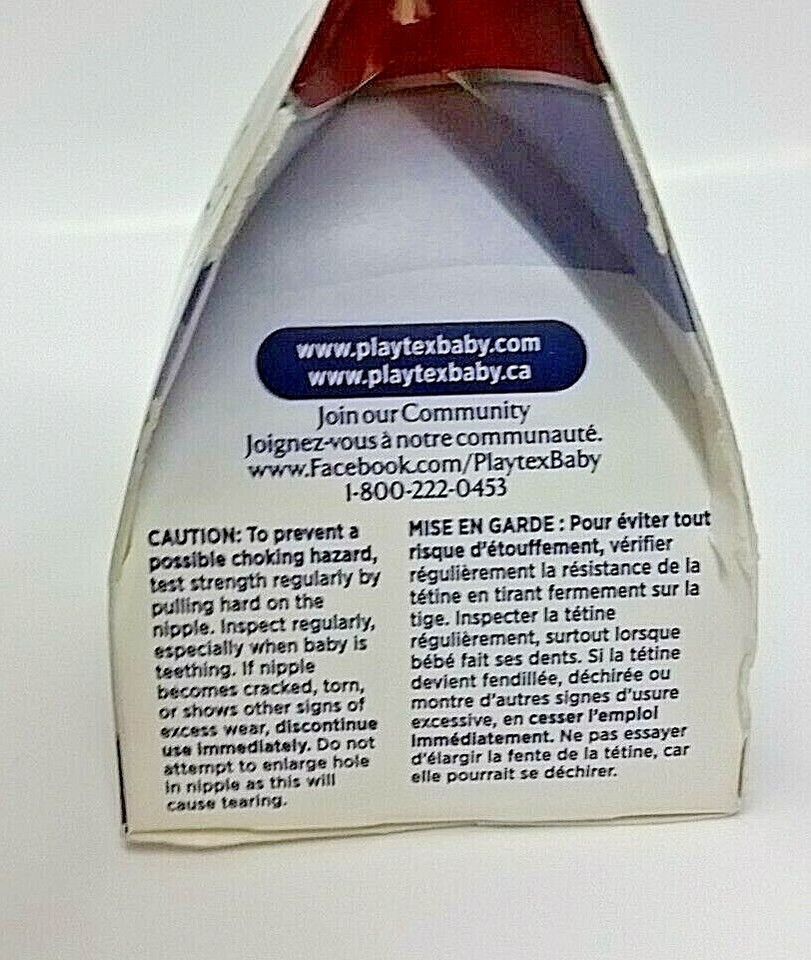 www.playtexbaby.com
www.playtexbaby.ca
Join our Community
Joignez-vous à notre communauté.
www.Facebook.com/PlaytexBaby
1-800-222-0453
CAUTION: To prevent a
possible choking hazard,
test strength regularly by
pulling hard on the
nipple. Inspect regularly,
especially when baby is
teething. If nipple
becomes cracked, torn,
or shows other signs of
excess wear, discontinue
use immediately. Do not
attempt to enlarge hole
in nipple as this will
cause tearing.
MISE EN GARDE : Pour éviter tout
risque d'étouffement, vérifier
régulièrement la résistance de la
tétine en tirant fermement sur la
tige. Inspecter la tétine
régulièrement, surtout lorsque
bébé fait ses dents. Si la tétine
devient fendillée, déchirée ou
montre d'autres signes d'usure
excessive, en cesser l'emploi
immédiatement. Ne pas essayer
d'élargir la fente de la tétine, car
elle pourrait se déchirer.